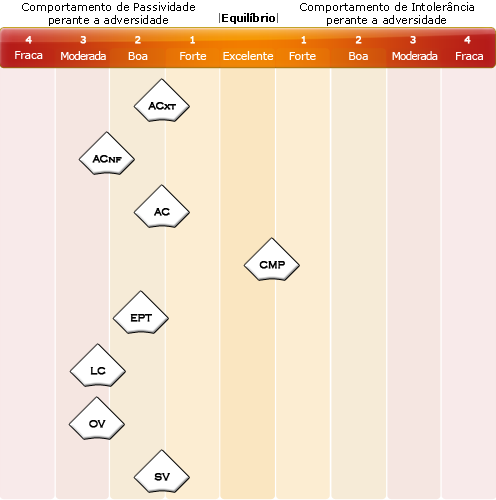 Comportamento de Passividade
perante a adversidade
|Equilíbrio|
Comportamento de Intolerância
perante a adversidade
4 3 2 1 1 2 3 4
Fraca Moderada Boa Forte Excelente Forte Boa Moderada Fraca
ACXT
ACNF
AC
CMP
EPT
LC
OV
SV